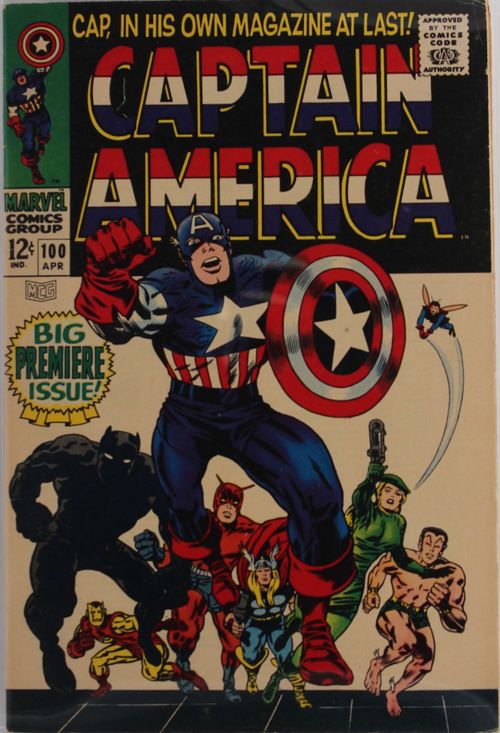 CAP, IN HIS OWN MAGAZINE AT LAST!
APPROVED
BY THE
COMICS
CODE
CA
AUTHORITY
CAPTAIN
AMERICA
MARVEL
COMICS
GROUP
12¢
IND.
100
APR
MCG
BIG
PREMIERE
ISSUE!
A